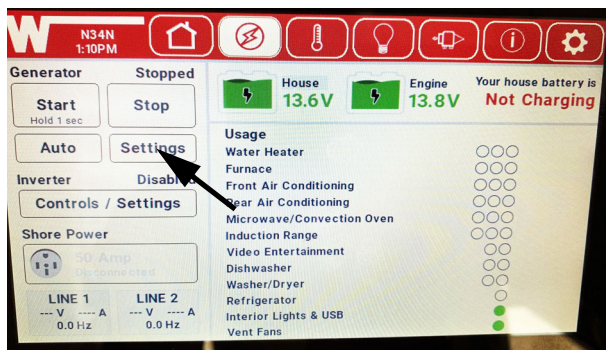 W
N34N
1:10PM
Generator Stopped
Start
Hold 1 sec
Stop
Auto
Settings
Inverter Disabled
Controls / Settings
Shore Power
50 Amp
Disconnected
LINE 1
--- V ---- A
0.0 Hz
LINE 2
--- V ---- A
0.0 Hz
House
13.6V
Engine
13.8V
Your house battery is
Not Charging
Usage
Water Heater
Furnace
Front Air Conditioning
Rear Air Conditioning
Microwave/Convection Oven
Induction Range
Video Entertainment
Dishwasher
Washer/Dryer
Refrigerator
Interior Lights & USB
Vent Fans